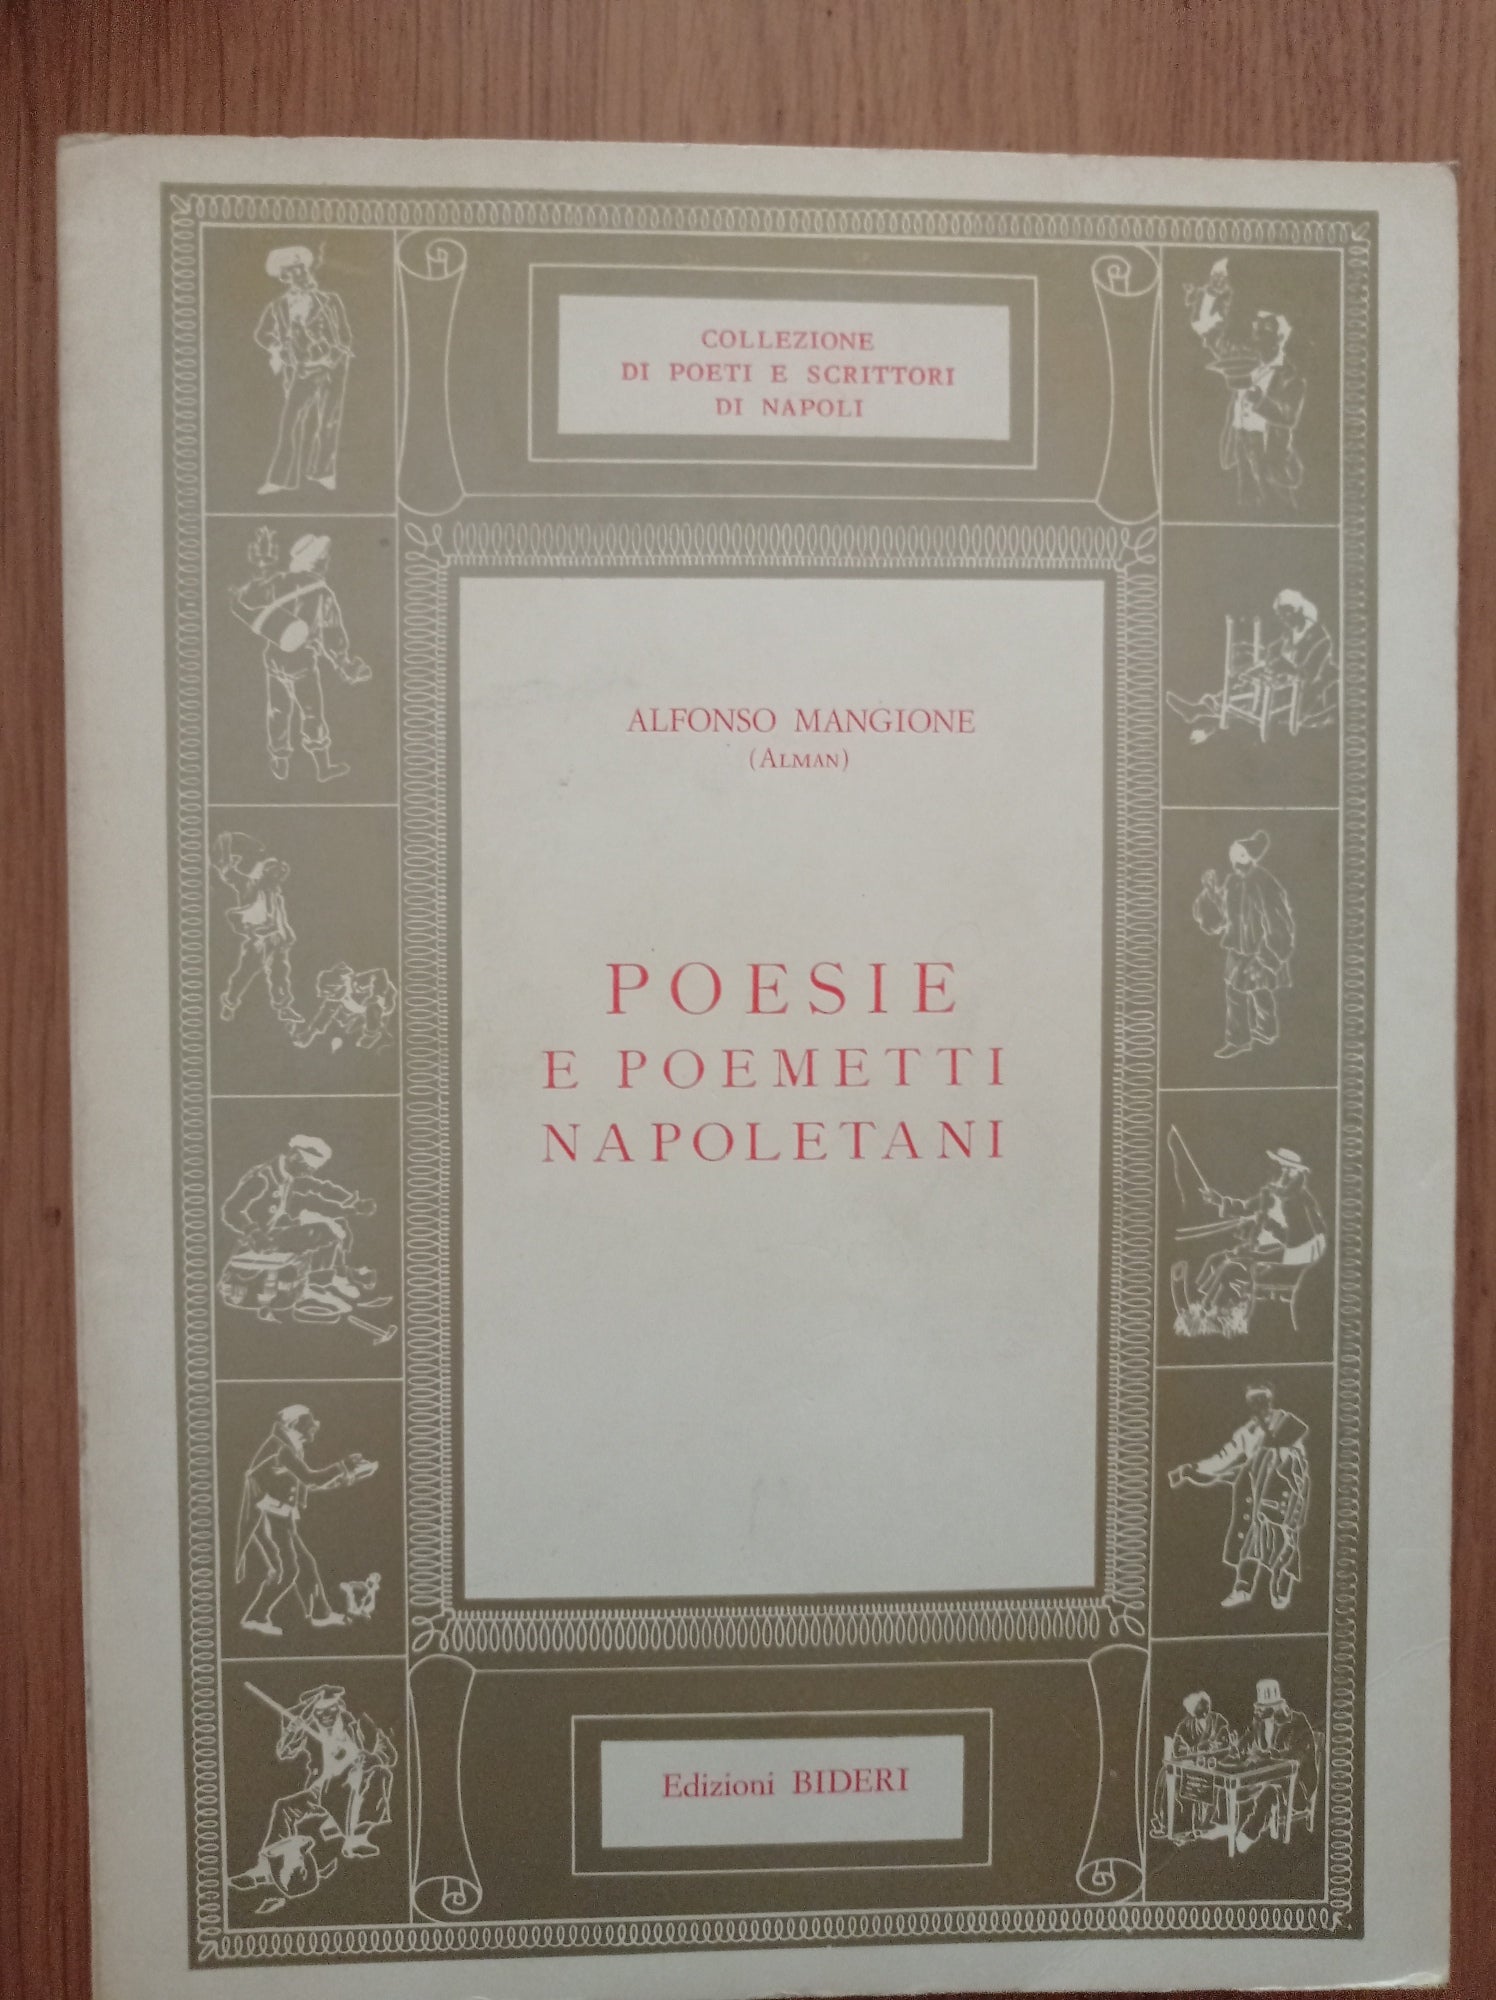 COLLEZIONE
DI POETI E SCRITTORI
DI NAPOLI
ALFONSO MANGIONE
(ALMAN)
POESIE
E POEMETTI
NAPOLETANI
Edizioni BIDERI